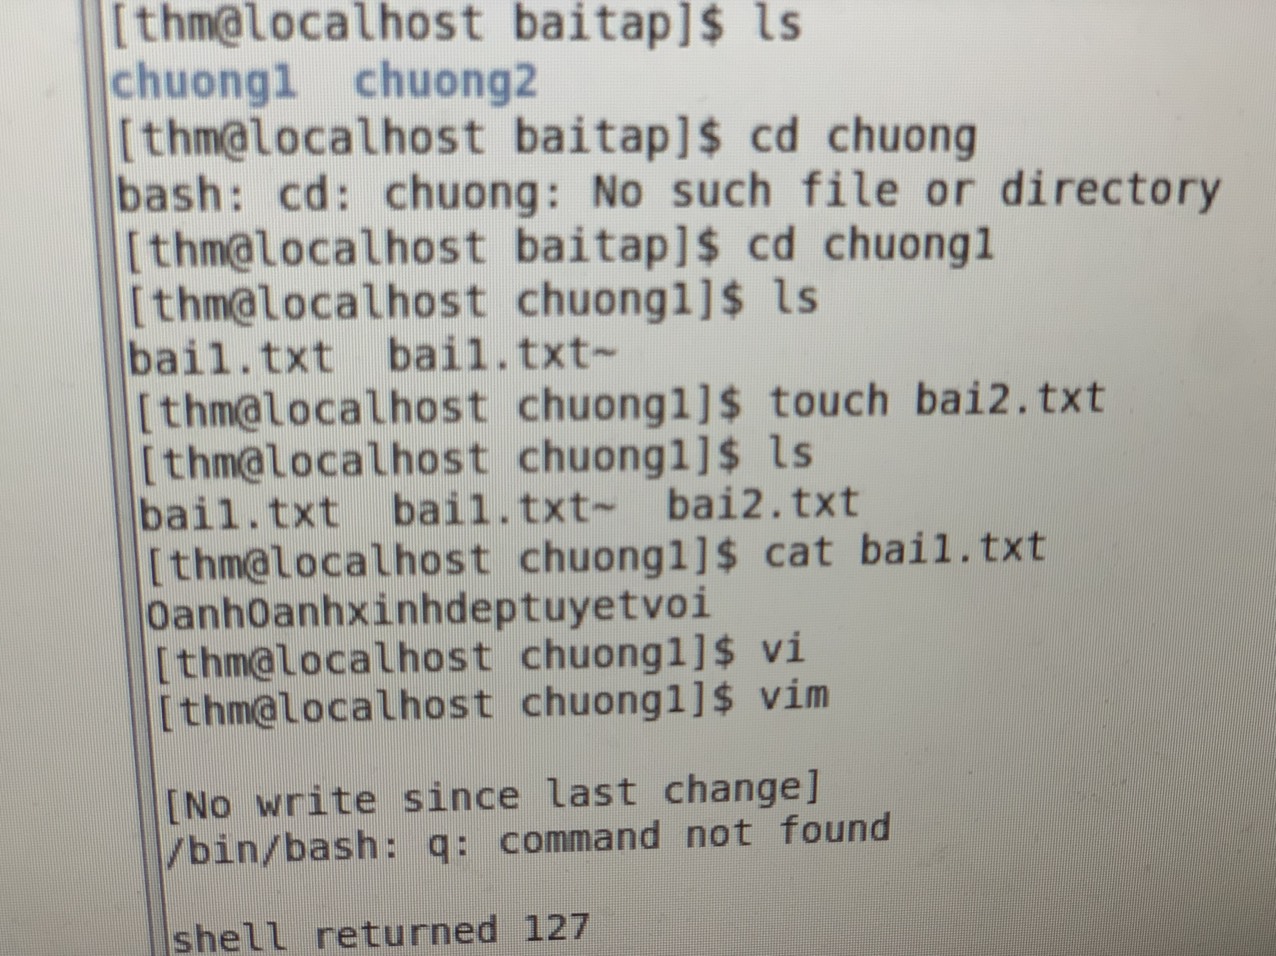 [thm@localhost baitap]$ ls
chuong1  chuong2
[thm@localhost baitap]$ cd chuong
bash: cd: chuong: No such file or directory
[thm@localhost baitap]$ cd chuong1
[thm@localhost chuong1]$ ls
bai1.txt  bai1.txt~
[thm@localhost chuong1]$ touch bai2.txt
[thm@localhost chuong1]$ ls
bai1.txt  bai1.txt~  bai2.txt
[thm@localhost chuong1]$ cat bai1.txt
OanhOanhxinhdeptuyetvoi
[thm@localhost chuong1]$ vi
[thm@localhost chuong1]$ vim
[No write since last change]
/bin/bash: q: command not found
shell returned 127